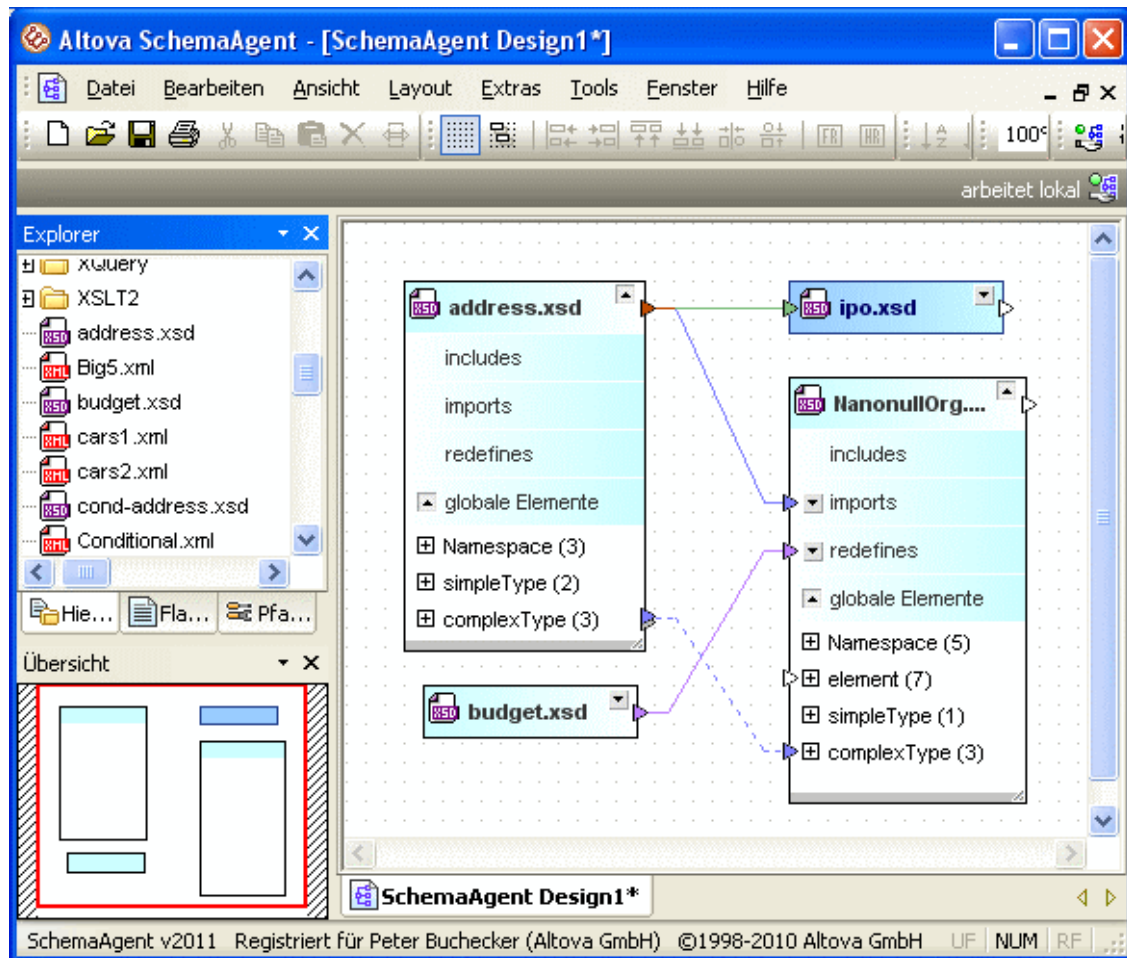 Altova SchemaAgent - [SchemaAgent Design1*]
Datei Bearbeiten Ansicht Layout Extras Tools Fenster Hilfe
FR HR A Z 100%
arbeitet lokal
Explorer
XQuery
XSLT2
address.xsd
Big5.xml
budget.xsd
cars1.xml
cars2.xml
cond-address.xsd
Conditional.xml
Hie... Fla... Pfa...
Übersicht
address.xsd
includes
imports
redefines
globale Elemente
Namespace (3)
simpleType (2)
complexType (3)
budget.xsd
ipo.xsd
NanonullOrg....
includes
imports
redefines
globale Elemente
Namespace (5)
element (7)
simpleType (1)
complexType (3)
SchemaAgent Design1*
SchemaAgent v2011 Registriert für Peter Buchecker (Altova GmbH) ©1998-2010 Altova GmbH UF NUM RF